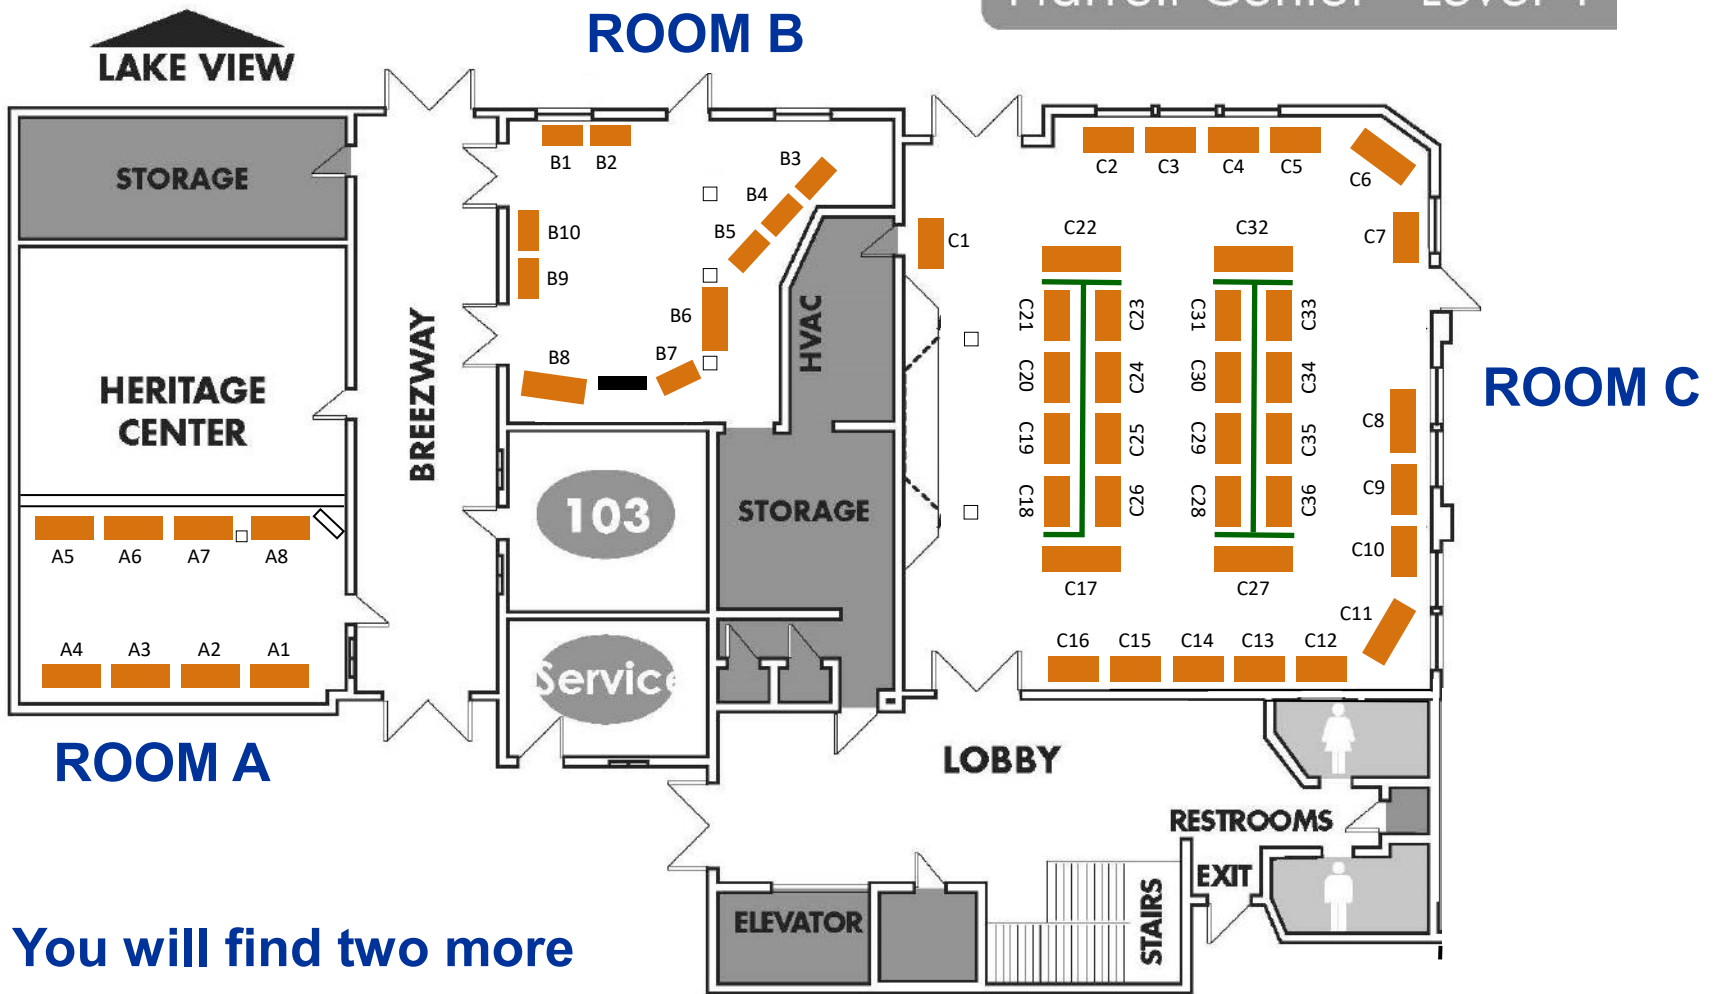 ROOM B
LAKE VIEW
STORAGE
HERITAGE
CENTER
A5 A6 A7 A8
A4 A3 A2 A1
ROOM A
BREEZWAY
B1 B2
B3
B4
B5
B6
B7
B8
B9
B10
HVAC
103
STORAGE
Service
C1
C2 C3 C4 C5
C6
C7
C22 C32
C21 C23 C31 C33
C20 C24 C30 C34
C19 C25 C29 C35
C18 C26 C28 C36
C17 C27
C8
C9
C10
C11
C16 C15 C14 C13 C12
ROOM C
LOBBY
RESTROOMS
EXIT
STAIRS
ELEVATOR
You will find two more